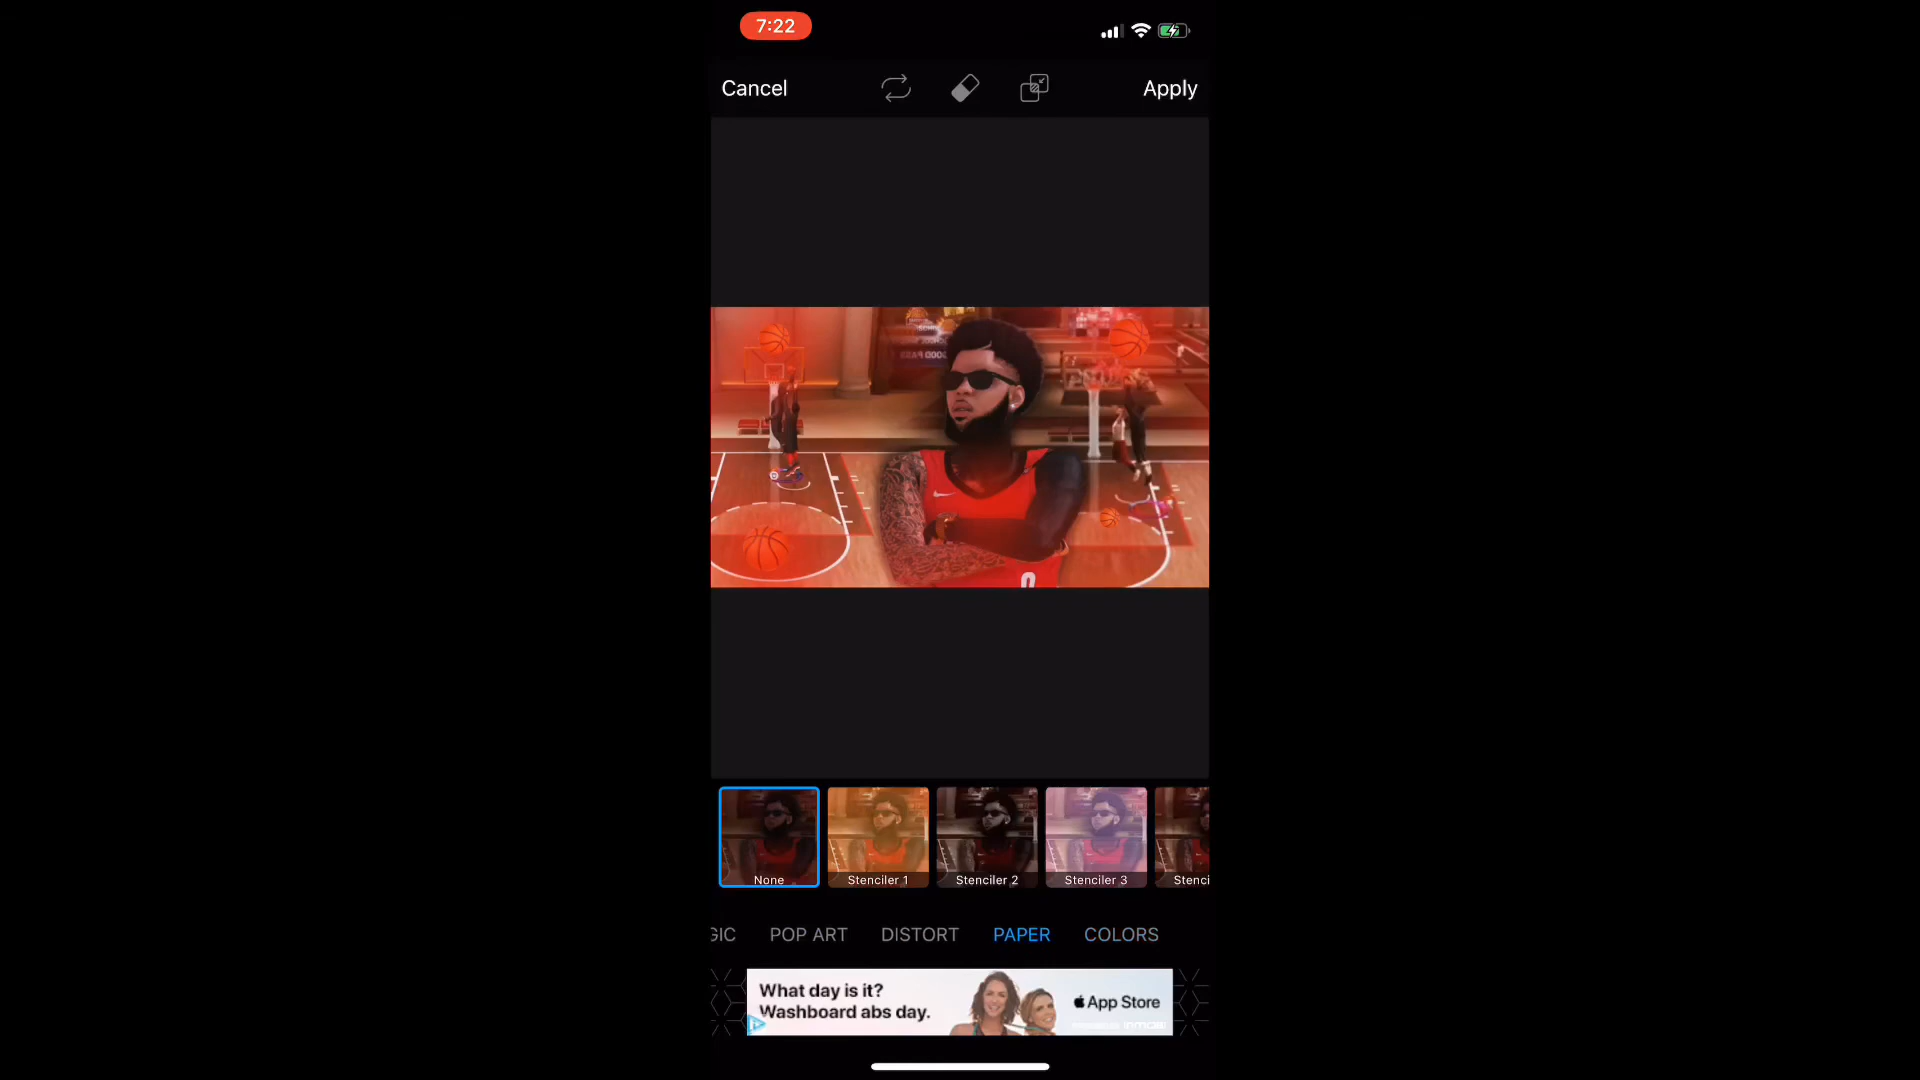 7:22
Cancel
Apply
None
Stenciler 1
Stenciler 2
Stenciler 3
Stenci
GIC
POP ART
DISTORT
PAPER
COLORS
What day is it?
Washboard abs day.
App Store